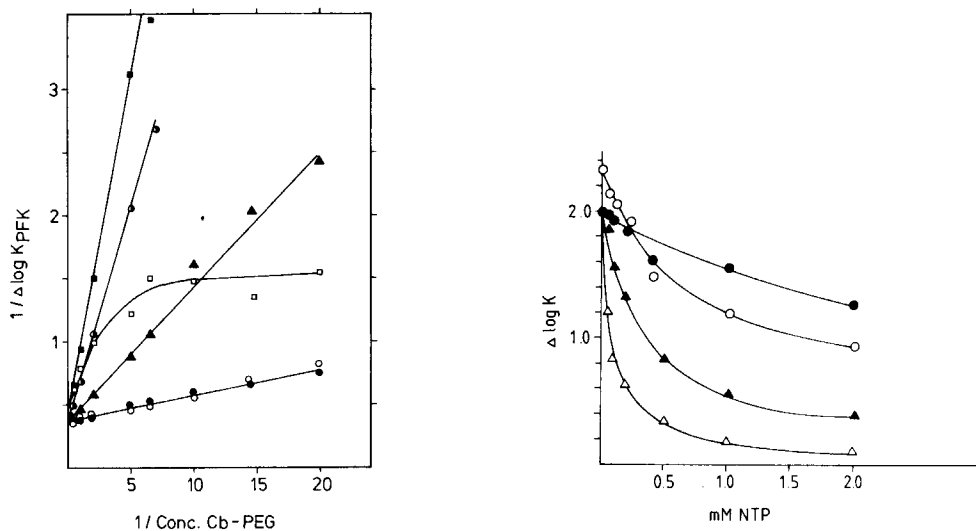 3
2
1
1 / Δ log K PFK
5 10 15 20
1 / Conc. Cb-PEG
2.0
1.0
Δ log K
0.5 1.0 1.5 2.0
mM NTP